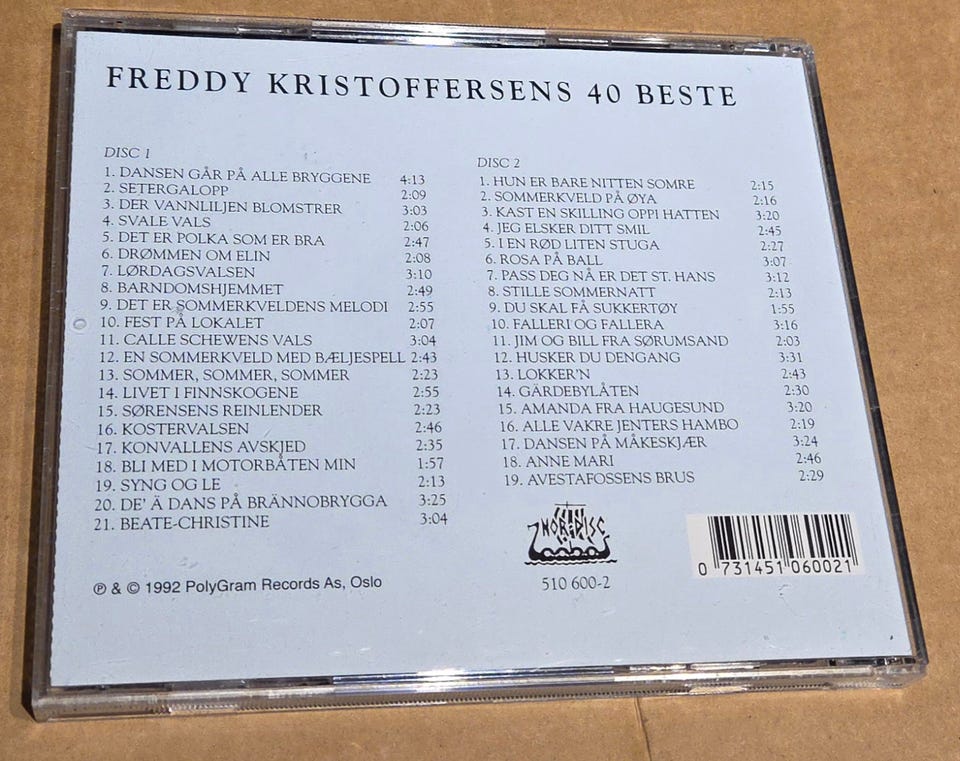 FREDDY KRISTOFFERSENS 40 BESTE
DISC 1
1. DANSEN GÅR PÅ ALLE BRYGGENE 4:13
2. SETERGALOPP 2:09
3. DER VANNLILJEN BLOMSTRER 3:03
4. SVALE VALS 2:06
5. DET ER POLKA SOM ER BRA 2:47
6. DRØMMEN OM ELIN 2:08
7. LØRDAGSVALSEN 3:10
8. BARNDOMSHJEMMET 2:49
9. DET ER SOMMERKVELDENS MELODI 2:55
10. FEST PÅ LOKALET 2:07
11. CALLE SCHEWENS VALS 3:04
12. EN SOMMERKVELD MED BÆLJESPELL 2:43
13. SOMMER, SOMMER, SOMMER 2:23
14. LIVET I FINNSKOGENE 2:55
15. SØRENSENS REINLENDER 2:23
16. KOSTERVALSEN 2:46
17. KONVALLENS AVSKJED 2:35
18. BLI MED I MOTORBÅTEN MIN 1:57
19. SYNG OG LE 2:13
20. DE' Ä DANS PÅ BRÄNNOBRYGGA 3:25
21. BEATE-CHRISTINE 3:04
DISC 2
1. HUN ER BARE NITTEN SOMRE 2:15
2. SOMMERKVELD PÅ ØYA 2:16
3. KAST EN SKILLING OPPI HATTEN 3:20
4. JEG ELSKER DITT SMIL 2:45
5. I EN RØD LITEN STUGA 2:27
6. ROSA PÅ BALL 3:07
7. PASS DEG NÅ ER DET ST. HANS 3:12
8. STILLE SOMMERNATT 2:13
9. DU SKAL FÅ SUKKERTØY 1:55
10. FALLERI OG FALLERA 3:16
11. JIM OG BILL FRA SØRUMSAND 2:03
12. HUSKER DU DENGANG 3:31
13. LOKKER'N 2:43
14. GÄRDEBYLÅTEN 2:30
15. AMANDA FRA HAUGESUND 3:20
16. ALLE VAKRE JENTERS HAMBO 2:19
17. DANSEN PÅ MÅKESKJÆR 3:24
18. ANNE MARI 2:46
19. AVESTAFOSSENS BRUS 2:29
NOR DISC
510 600-2
0 731451 060021
℗ & © 1992 PolyGram Records As, Oslo